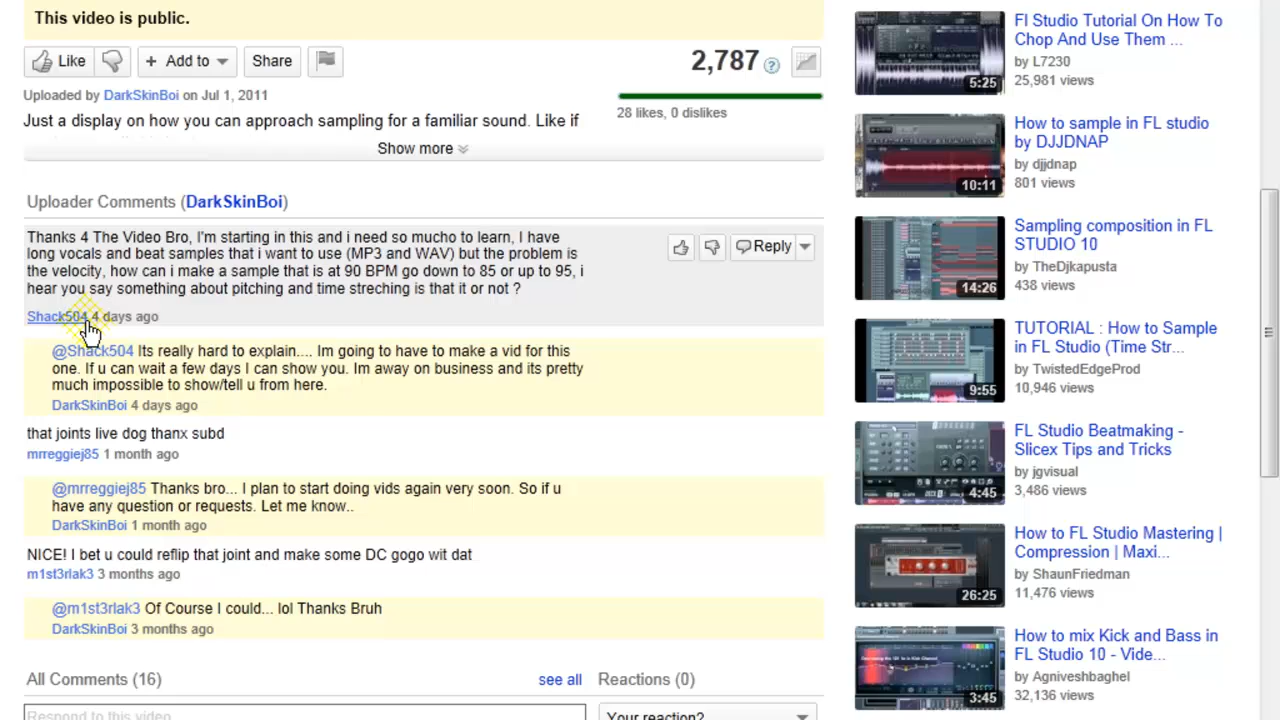 This video is public.
Like
+ Add to
Share
2,787
Uploaded by DarkSkinBoi on Jul 1, 2011
28 likes, 0 dislikes
Just a display on how you can approach sampling for a familiar sound. Like if
Show more
Uploader Comments (DarkSkinBoi)
Thanks 4 The Video, im new using this and its a so much to learn, I have
long vocals Y beat Sections that i want to use (MP3 and WAV) but the problem is
the velocity, how can i make that is at 90 BPM go down to 85 or up to 95, i
hear you say something about paching and time streching is that it or not ?
Reply
Shack504 4 days ago
@Shack504 Its really hard to explain.... Im going to have to make a vid for this
one. If u can wait a few days I can show you. Im away on business and its pretty
much impossible to show/tell u from here.
DarkSkinBoi 4 days ago
that joints live dog thanx subd
mrreggiej85 1 month ago
@mrreggiej85 Thanks bro... I plan to start doing vids again very soon. So if u
have any questions or requests. Let me know..
DarkSkinBoi 1 month ago
NICE! I bet u could reflip that joint and make some DC gogo wit dat
m1st3rlak3 3 months ago
@m1st3rlak3 Of Course I could... lol Thanks Bruh
DarkSkinBoi 3 months ago
All Comments (16)
see all
Reactions (0)
Respond to this video...
Your reaction?
5:25
Fl Studio Tutorial On How To
Chop And Use Them ...
by L7230
25,981 views
10:11
How to sample in FL studio
by DJJDNAP
by djjdnap
801 views
14:26
Sampling composition in FL
STUDIO 10
by TheDjkapusta
438 views
9:55
TUTORIAL : How to Sample
in FL Studio (Time Str...
by TwistedEdgeProd
10,946 views
4:45
FL Studio Beatmaking -
Slicex Tips and Tricks
by jgvisual
3,486 views
26:25
How to FL Studio Mastering |
Compression | Maxi...
by ShaunFriedman
11,476 views
3:45
How to mix Kick and Bass in
FL Studio 10 - Vide...
by Agniveshbaghel
32,136 views